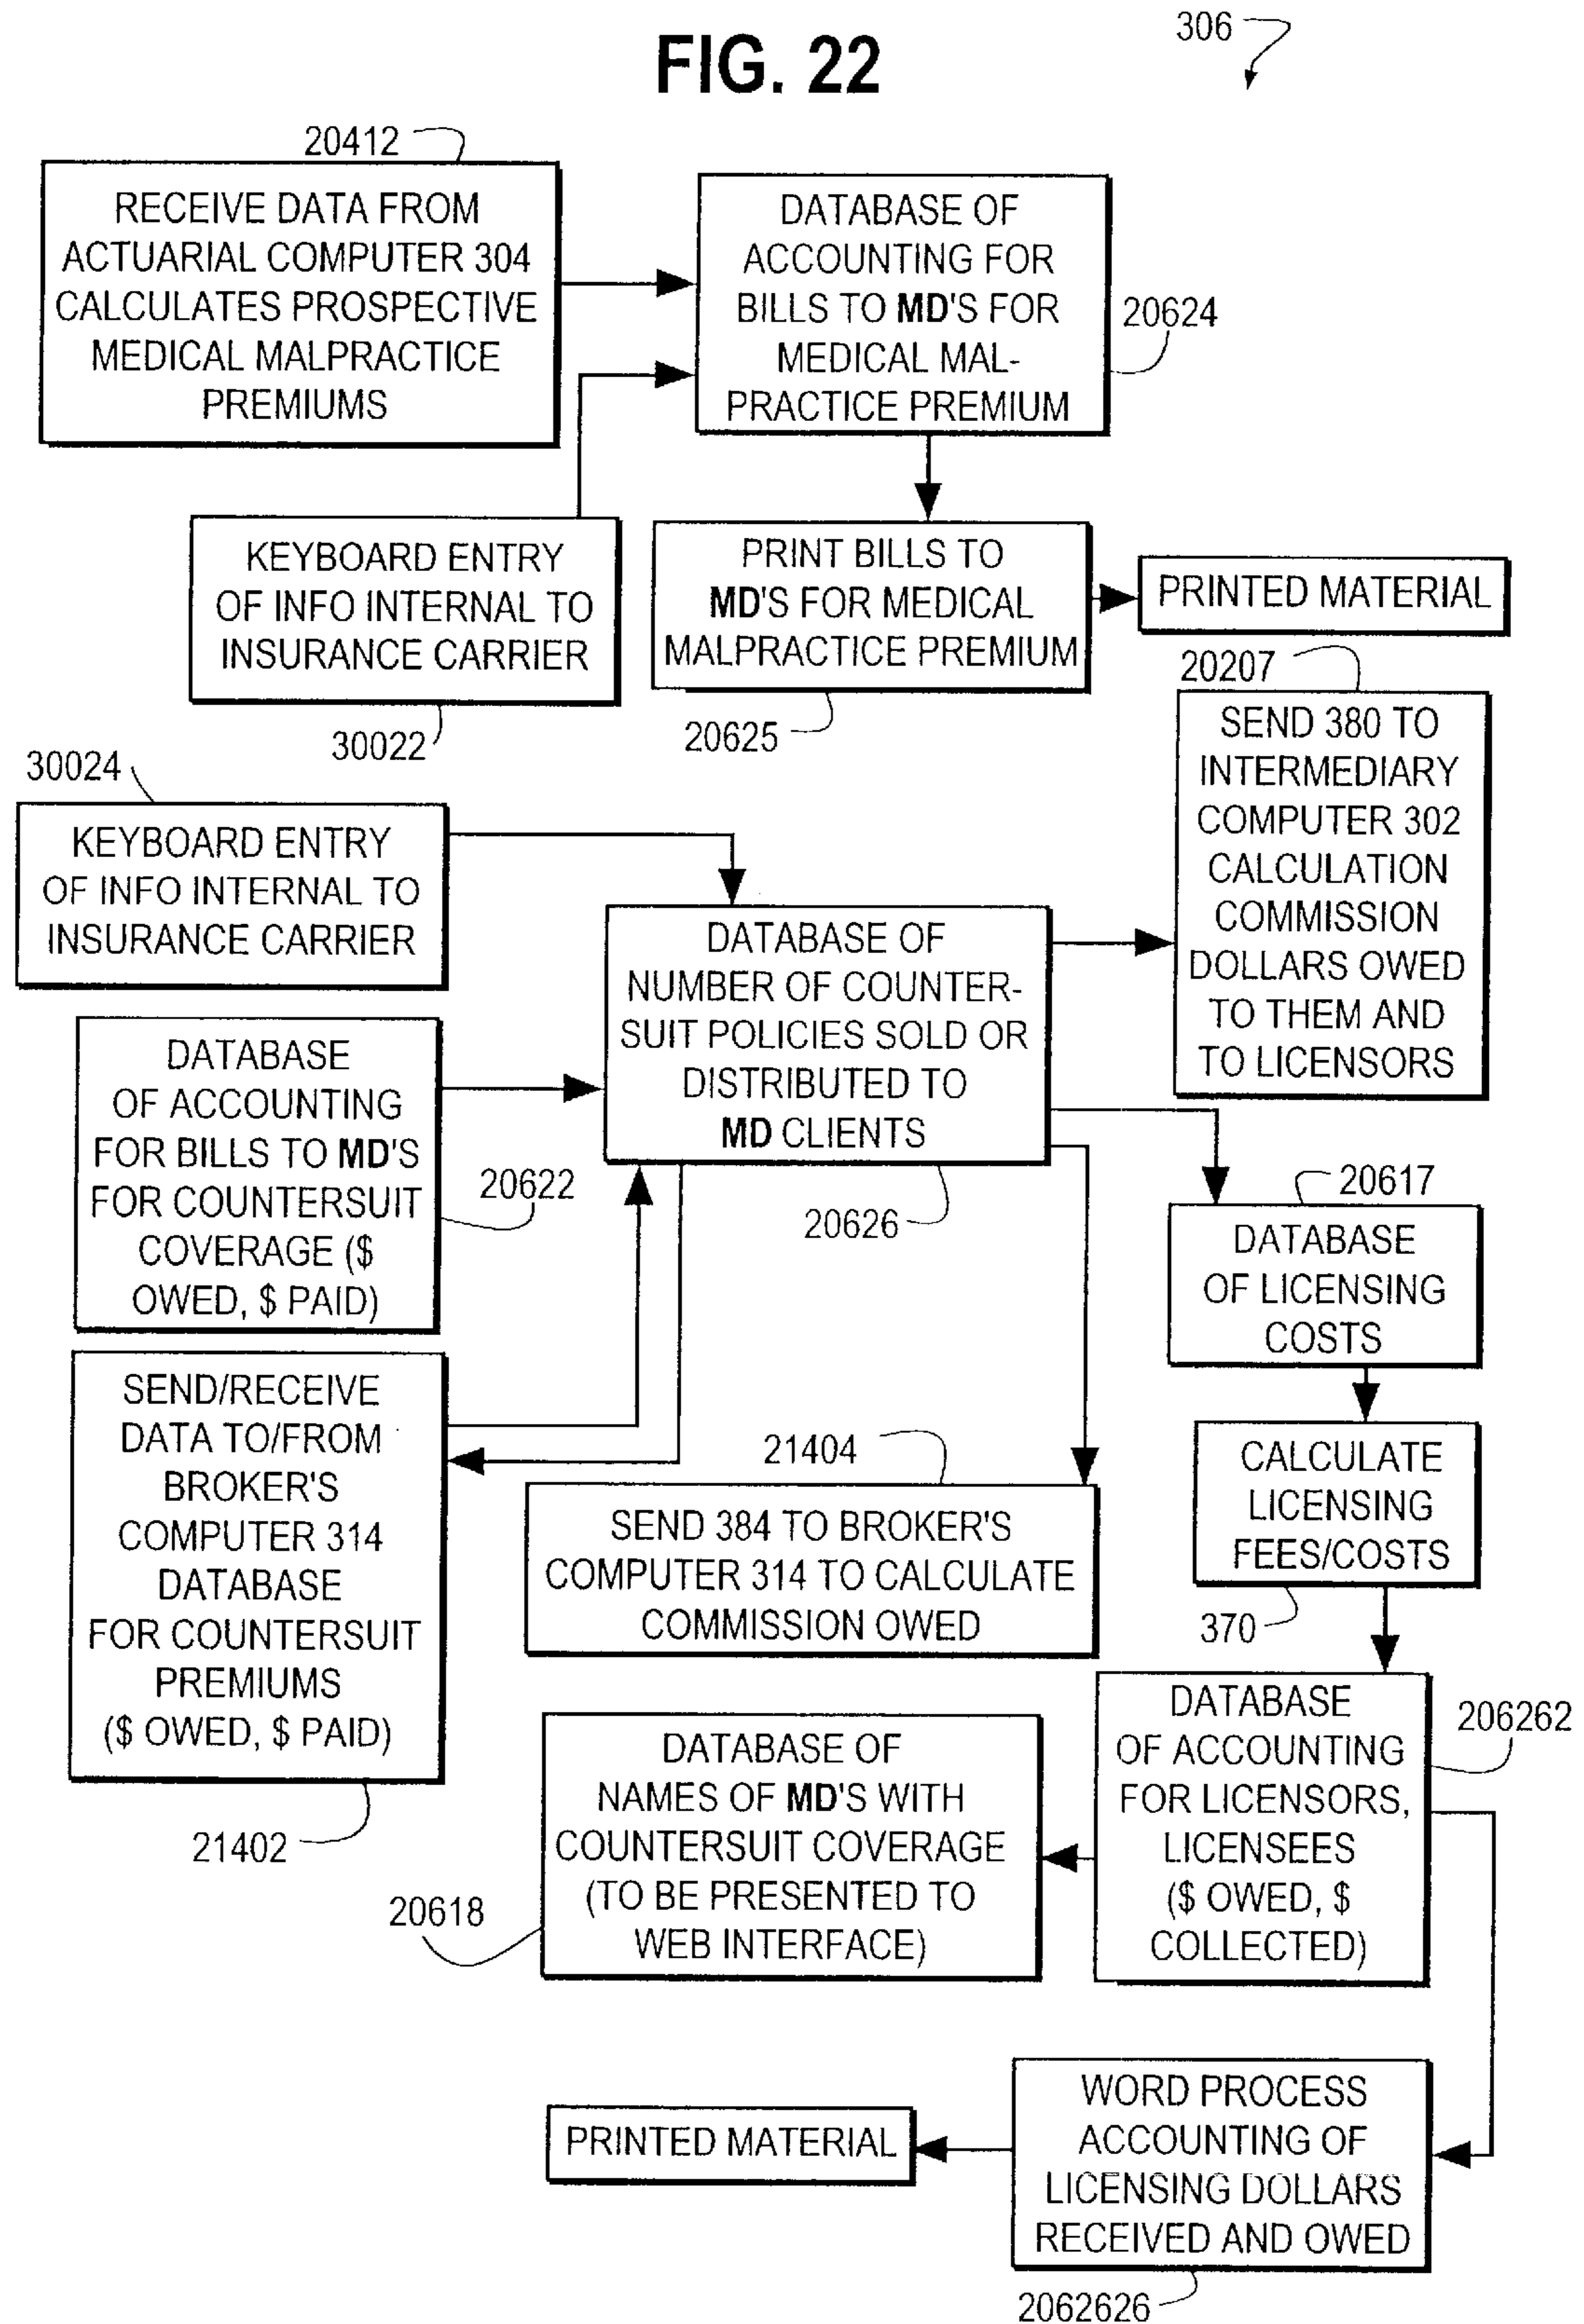 FIG. 22
306
20412
RECEIVE DATA FROM
ACTUARIAL COMPUTER 304
CALCULATES PROSPECTIVE
MEDICAL MALPRACTICE
PREMIUMS
DATABASE OF
ACCOUNTING FOR
BILLS TO MD'S FOR
MEDICAL MAL-
PRACTICE PREMIUM
20624
KEYBOARD ENTRY
OF INFO INTERNAL TO
INSURANCE CARRIER
30022
PRINT BILLS TO
MD'S FOR MEDICAL
MALPRACTICE PREMIUM
20625
PRINTED MATERIAL
20207
SEND 380 TO
INTERMEDIARY
COMPUTER 302
CALCULATION
COMMISSION
DOLLARS OWED
TO THEM AND
TO LICENSORS
30024
KEYBOARD ENTRY
OF INFO INTERNAL TO
INSURANCE CARRIER
DATABASE OF
NUMBER OF COUNTER-
SUIT POLICIES SOLD OR
DISTRIBUTED TO
MD CLIENTS
20626
DATABASE
OF ACCOUNTING
FOR BILLS TO MD'S
FOR COUNTERSUIT
COVERAGE ($
OWED, $ PAID)
20622
20617
DATABASE
OF LICENSING
COSTS
SEND/RECEIVE
DATA TO/FROM
BROKER'S
COMPUTER 314
DATABASE
FOR COUNTERSUIT
PREMIUMS
($ OWED, $ PAID)
21402
21404
SEND 384 TO BROKER'S
COMPUTER 314 TO CALCULATE
COMMISSION OWED
CALCULATE
LICENSING
FEES/COSTS
370
DATABASE
OF ACCOUNTING
FOR LICENSORS,
LICENSEES
($ OWED, $
COLLECTED)
206262
DATABASE OF
NAMES OF MD'S WITH
COUNTERSUIT COVERAGE
(TO BE PRESENTED TO
WEB INTERFACE)
20618
WORD PROCESS
ACCOUNTING OF
LICENSING DOLLARS
RECEIVED AND OWED
2062626
PRINTED MATERIAL